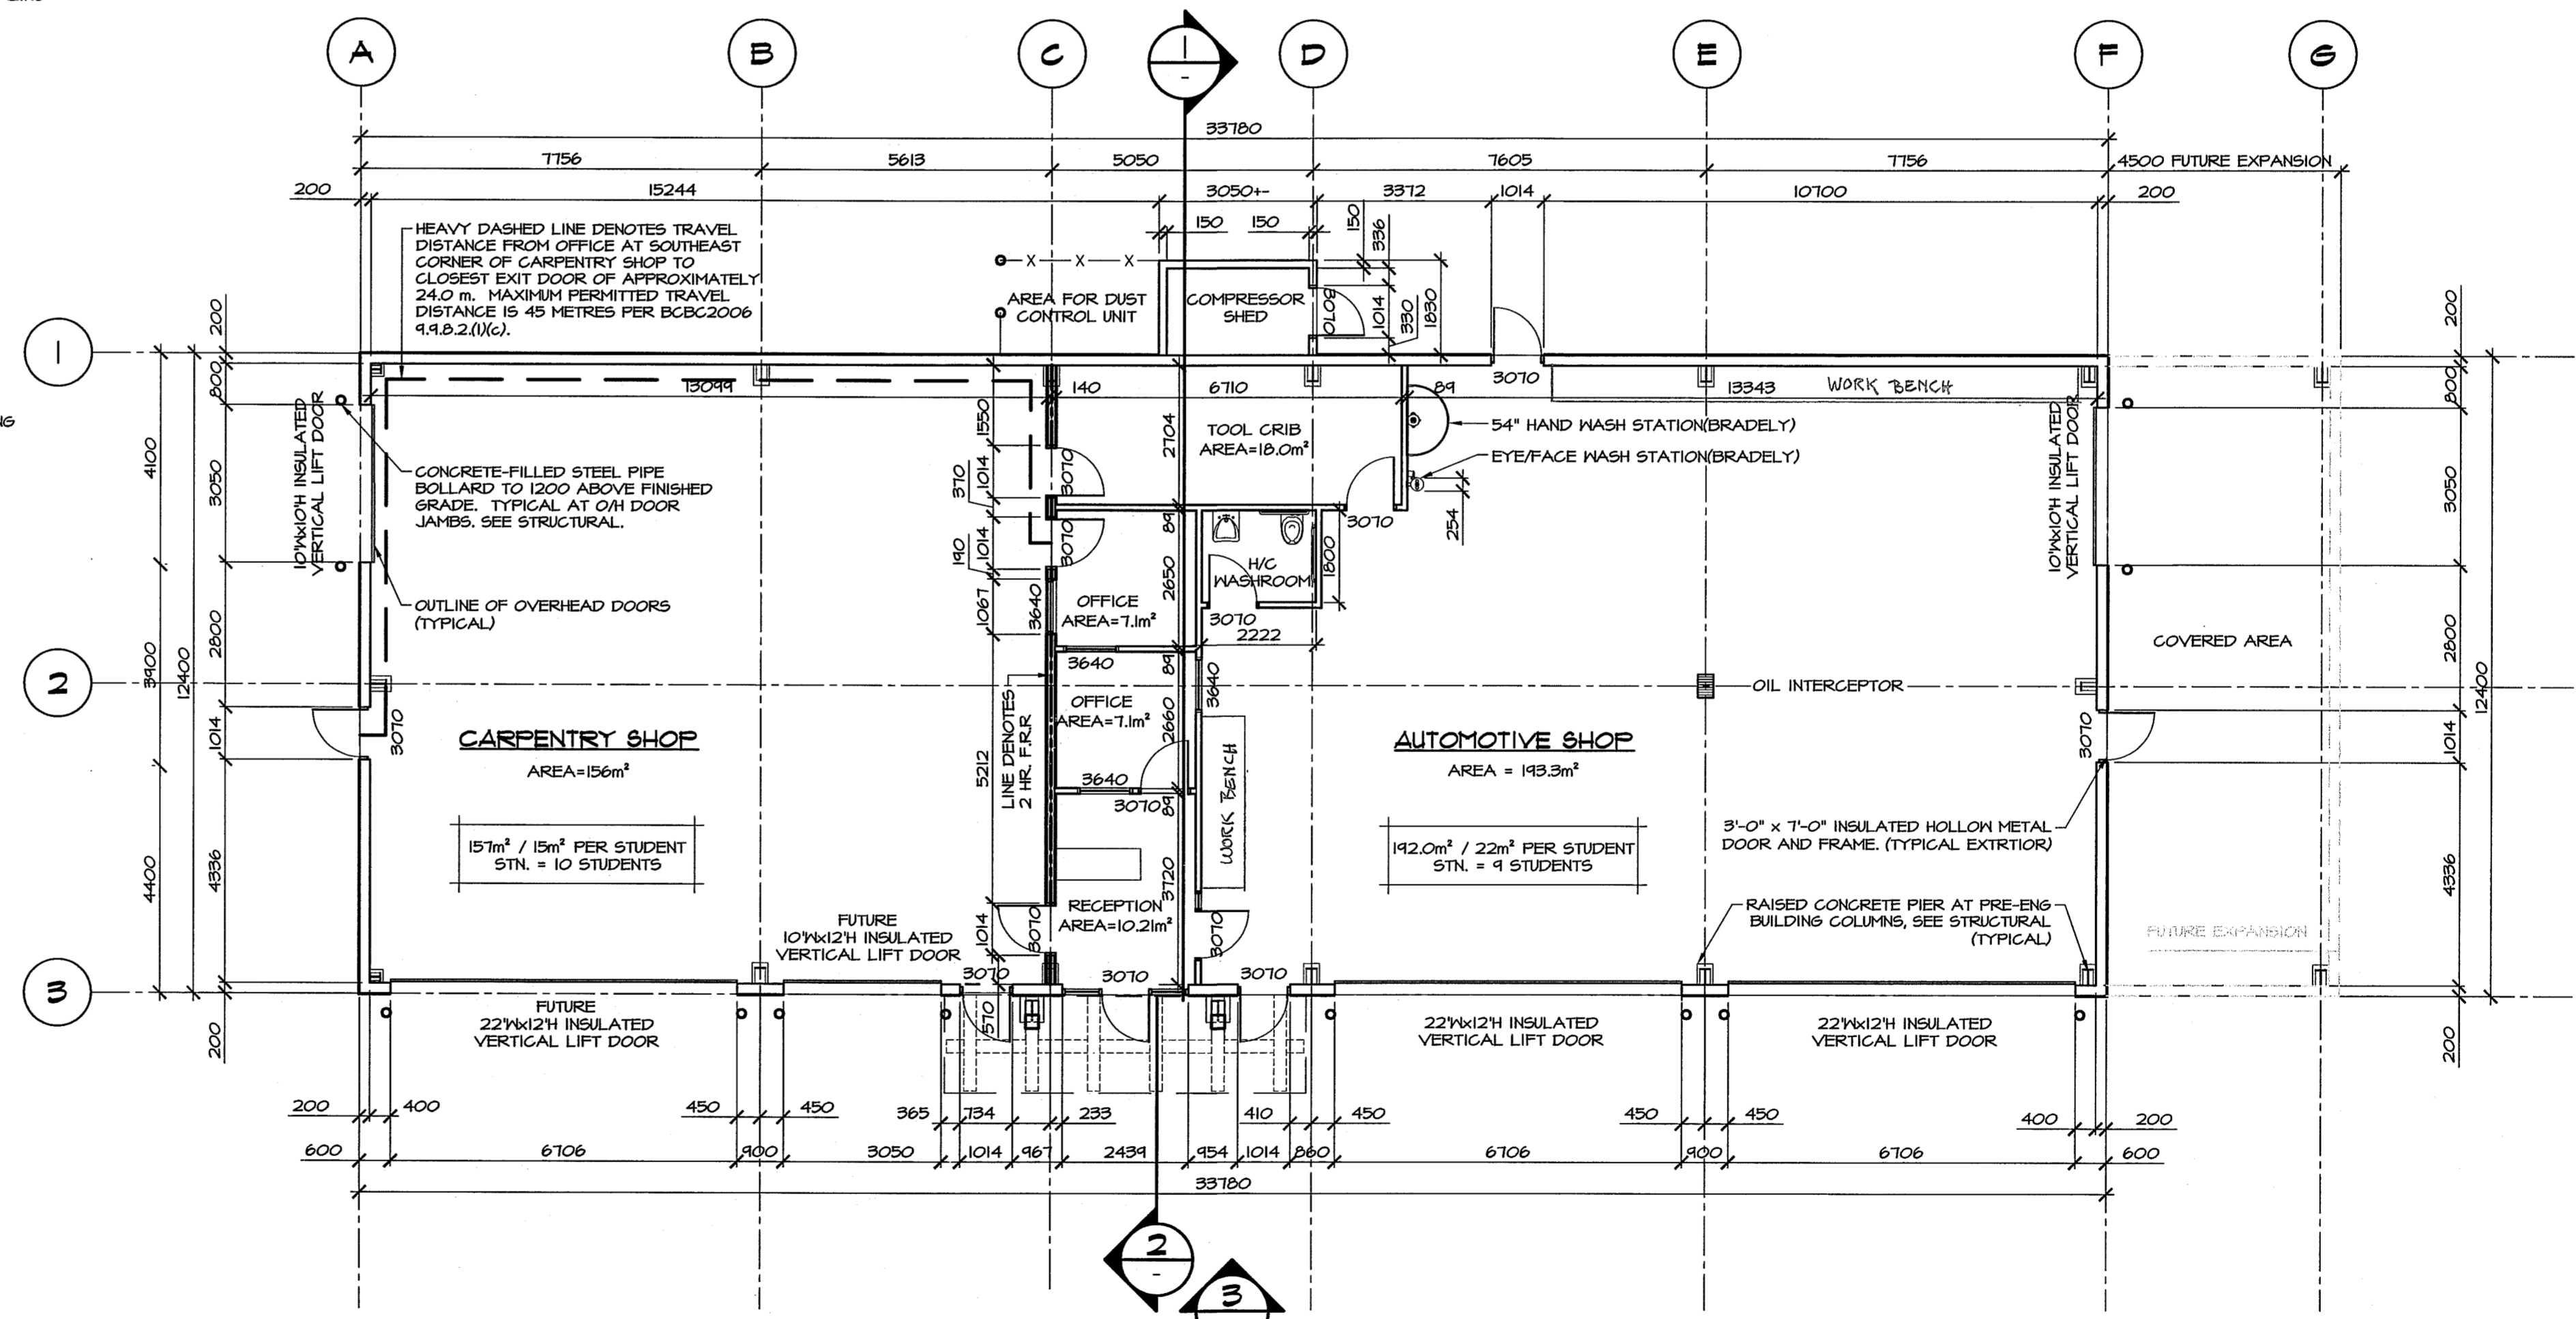 A
B
C
1
-
D
E
F
G
33780
7756
5613
5050
7605
7756
4500 FUTURE EXPANSION
200
15244
3050+-
3372
1014
10700
200
150
150
150
336
1014
330
1830
HEAVY DASHED LINE DENOTES TRAVEL
DISTANCE FROM OFFICE AT SOUTHEAST
CORNER OF CARPENTRY SHOP TO
CLOSEST EXIT DOOR OF APPROXIMATELY
24.0 m. MAXIMUM PERMITTED TRAVEL
DISTANCE IS 45 METRES PER BCBC2006
9.9.8.2.(1)(c).
X
X
X
AREA FOR DUST
CONTROL UNIT
COMPRESSOR
SHED
3070
1
2
3
200
800
3050
2800
1014
4336
200
4100
3900
4400
12400
10'Wx10'H INSULATED
VERTICAL LIFT DOOR
13099
140
6710
89
3070
13343
WORK BENCH
CONCRETE-FILLED STEEL PIPE
BOLLARD TO 1200 ABOVE FINISHED
GRADE. TYPICAL AT O/H DOOR
JAMBS. SEE STRUCTURAL.
OUTLINE OF OVERHEAD DOORS
(TYPICAL)
1550
370
1014
190
1014
1067
5212
1014
570
3070
3070
3640
TOOL CRIB
AREA=18.0m²
2704
89
2650
89
2660
89
3720
54" HAND WASH STATION(BRADELY)
EYE/FACE WASH STATION(BRADELY)
3070
254
H/C
WASHROOM
1800
3070
2222
OFFICE
AREA=7.1m²
3640
3640
OFFICE
AREA=7.1m²
LINE DENOTES
2 HR. F.R.R
3640
3070
WORK BENCH
RECEPTION
AREA=10.21m²
3070
3070
3070
CARPENTRY SHOP
AREA=156m²
157m² / 15m² PER STUDENT
STN. = 10 STUDENTS
3070
FUTURE
10'Wx12'H INSULATED
VERTICAL LIFT DOOR
3070
3070
FUTURE
22'Wx12'H INSULATED
VERTICAL LIFT DOOR
AUTOMOTIVE SHOP
AREA = 193.3m²
192.0m² / 22m² PER STUDENT
STN. = 9 STUDENTS
OIL INTERCEPTOR
10'Wx10'H INSULATED
VERTICAL LIFT DOOR
3070
COVERED AREA
3'-0" x 7'-0" INSULATED HOLLOW METAL
DOOR AND FRAME. (TYPICAL EXTRTIOR)
RAISED CONCRETE PIER AT PRE-ENG
BUILDING COLUMNS, SEE STRUCTURAL
(TYPICAL)
FUTURE EXPANSION
22'Wx12'H INSULATED
VERTICAL LIFT DOOR
22'Wx12'H INSULATED
VERTICAL LIFT DOOR
200
800
3050
2800
1014
4336
200
12400
200
400
450
450
365
734
233
410
450
450
450
400
200
600
6706
900
3050
1014
967
2439
954
1014
860
6706
900
6706
600
33780
2
-
3